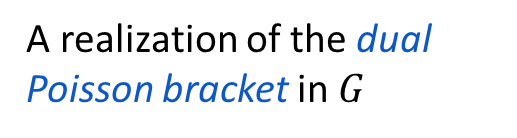 A realization of the dual
Poisson bracket in G